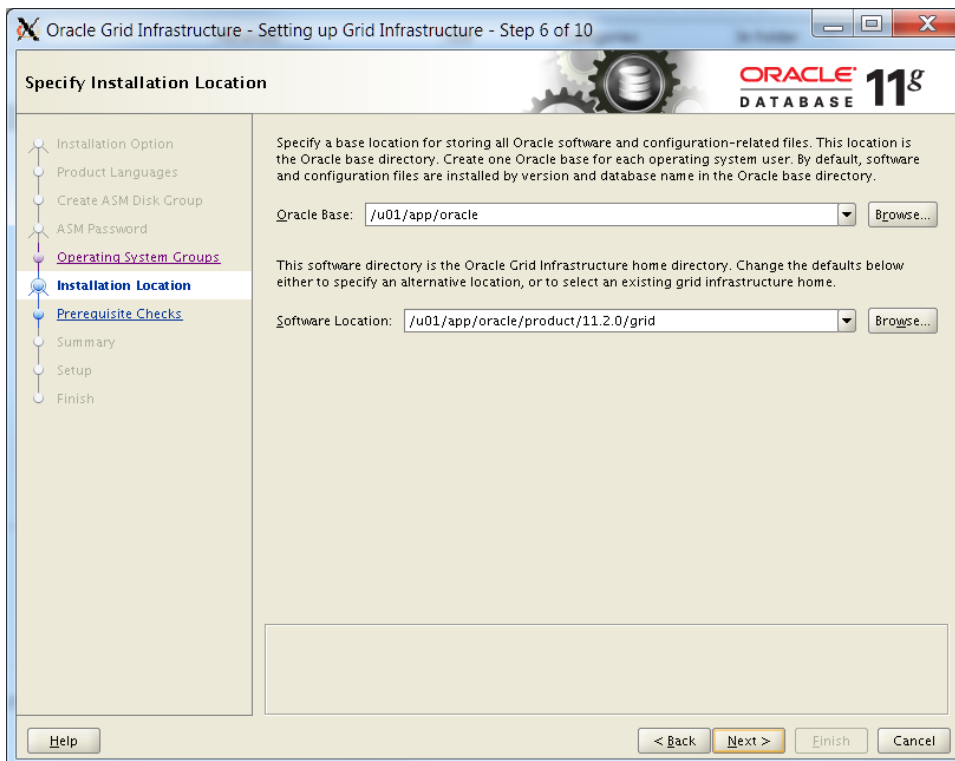 Oracle Grid Infrastructure - Setting up Grid Infrastructure - Step 6 of 10
Specify Installation Location
ORACLE
DATABASE
11g
Installation Option
Product Languages
Create ASM Disk Group
ASM Password
Operating System Groups
Installation Location
Prerequisite Checks
Summary
Setup
Finish
Specify a base location for storing all Oracle software and configuration-related files. This location is
the Oracle base directory. Create one Oracle base for each operating system user. By default, software
and configuration files are installed by version and database name in the Oracle base directory.
Oracle Base: /u01/app/oracle Browse...
This software directory is the Oracle Grid Infrastructure home directory. Change the defaults below
either to specify an alternative location, or to select an existing grid infrastructure home.
Software Location: /u01/app/oracle/product/11.2.0/grid Browse...
Help < Back Next > Finish Cancel